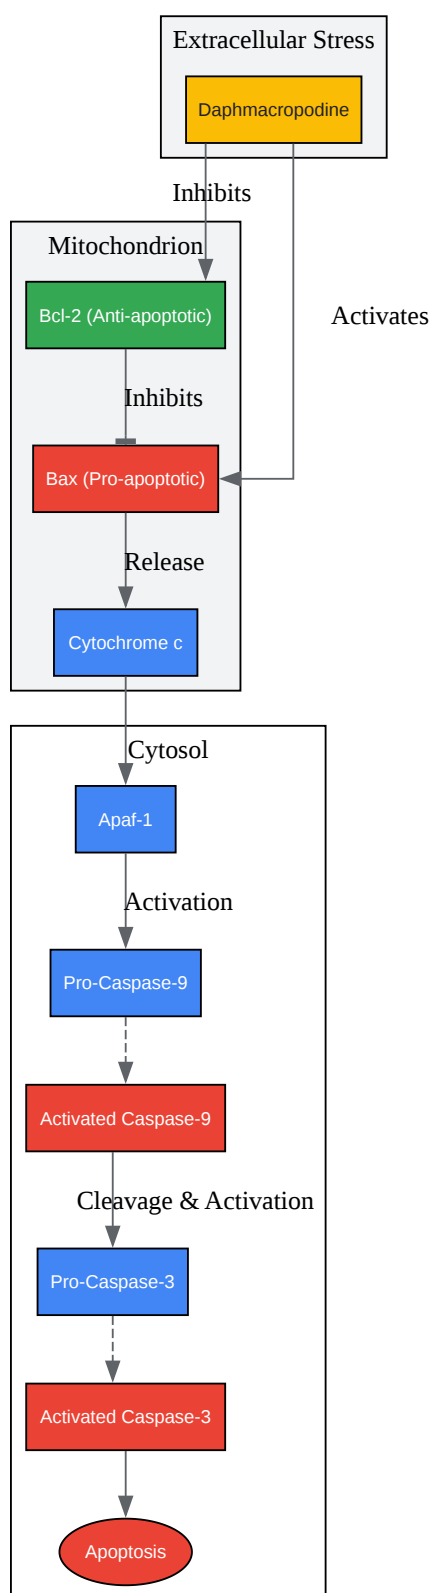 Extracellular Stress
Daphmacropodine
Inhibits
Mitochondrion
Bcl-2 (Anti-apoptotic)
Activates
Inhibits
Bax (Pro-apoptotic)
Release
Cytochrome c
Cytosol
Apaf-1
Activation
Pro-Caspase-9
Activated Caspase-9
Cleavage & Activation
Pro-Caspase-3
Activated Caspase-3
Apoptosis